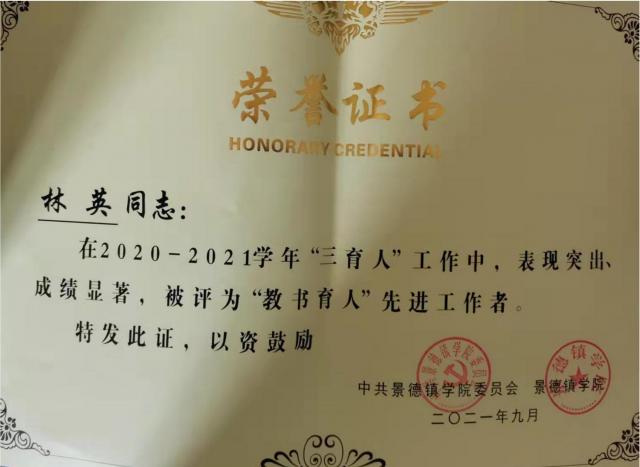 荣誉证书
HONORARY CREDENTIAL
林 英 同志：
在2020-2021学年“三育人”工作中，表现突出、
成绩显著，被评为“教书育人”先进工作者。
特发此证，以资鼓励
中共景德镇学院委员会 景德镇学院
二〇二一年九月